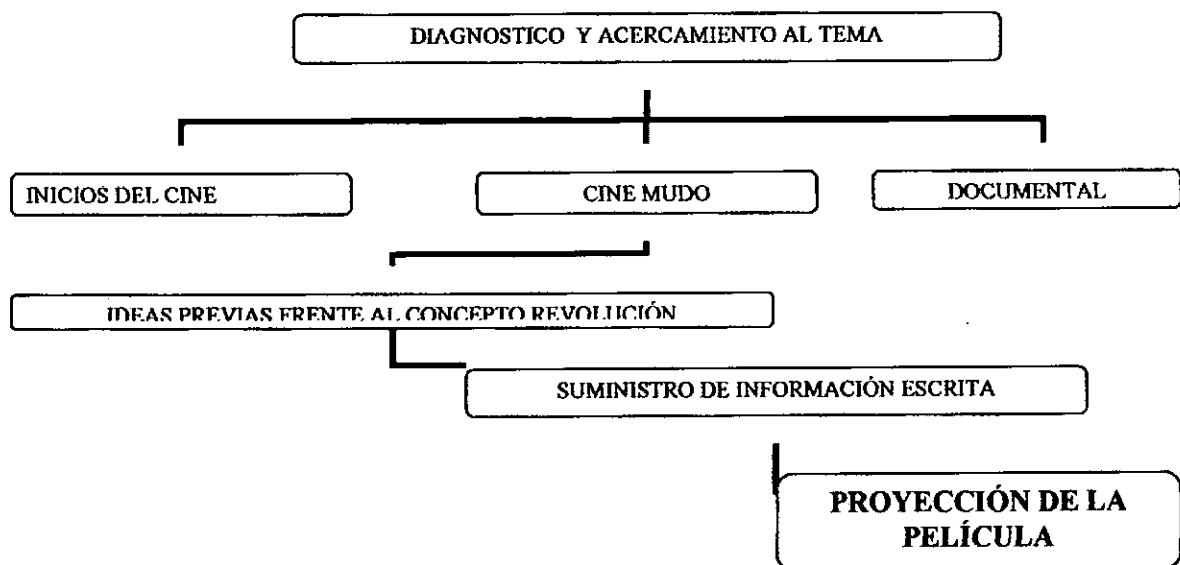 DIAGNOSTICO Y ACERCAMIENTO AL TEMA
INICIOS DEL CINE
CINE MUDO
DOCUMENTAL
IDEAS PREVIAS FRENTE AL CONCEPTO REVOLUCIÓN
SUMINISTRO DE INFORMACIÓN ESCRITA
PROYECCIÓN DE LA
PELÍCULA